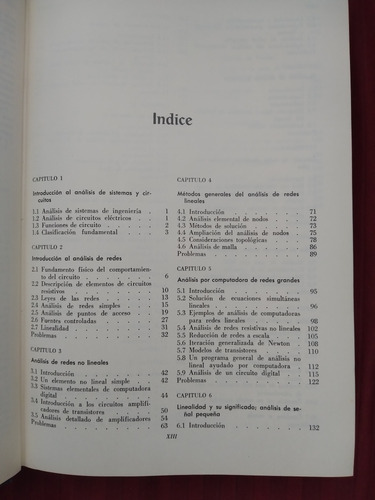 Indice
CAPITULO 1
Introducción al análisis de sistemas y cir-
cuitos
1.1 Análisis de sistemas de ingeniería . 1
1.2 Análisis de circuitos eléctricos . . . 1
1.3 Funciones de circuito . . . . . 2
1.4 Clasificación fundamental . . . . 3
CAPITULO 2
Introducción al análisis de redes
2.1 Fundamento físico del comportamien-
to del circuito . . . . . . . 6
2.2 Descripción de elementos de circuitos
resistivos . . . . . . . . 10
2.3 Leyes de las redes . . . . . . 13
2.4 Análisis de redes simples . . . . 15
2.5 Análisis de puntos de acceso . . . 19
2.6 Fuentes controladas . . . . . 27
2.7 Linealidad . . . . . . . . 31
Problemas . . . . . . . . . 32
CAPITULO 3
Análisis de redes no lineales
3.1 Introducción . . . . . . . 42
3.2 Un elemento no lineal simple . . . 42
3.3 Sistemas elementales de computadora
digital . . . . . . . . . 44
3.4 Introducción a los circuitos amplifi-
cadores de transistores . . . . . 50
3.5 Análisis detallado de amplificadores 54
Problemas . . . . . . . . . 63
CAPITULO 4
Métodos generales del análisis de redes
lineales
4.1 Introducción . . . . . . . 71
4.2 Análisis elemental de nodos . . . 72
4.3 Métodos de solución . . . . . 73
4.4 Ampliación del análisis de nodos . . 75
4.5 Consideraciones topológicas . . . 78
4.6 Análisis de malla . . . . . . 86
Problemas . . . . . . . . . 89
CAPITULO 5
Análisis por computadora de redes grandes
5.1 Introducción . . . . . . . 95
5.2 Solución de ecuaciones simultáneas
lineales . . . . . . . . . 96
5.3 Ejemplos de análisis de computadoras
para redes lineales . . . . . . 98
5.4 Análisis de redes resistivas no lineales 102
5.5 Reducción de redes a escala . . . 105
5.6 Iteración generalizada de Newton . 108
5.7 Modelos de transistores . . . . 110
5.8 Un programa general de análisis no
lineal ayudado por computadora . . 112
5.9 Análisis de un circuito digital . . . 115
Problemas . . . . . . . . . 122
CAPITULO 6
Linealidad y su significado; análisis de se-
ñal pequeña
6.1 Introducción . . . . . . . 132
XIII